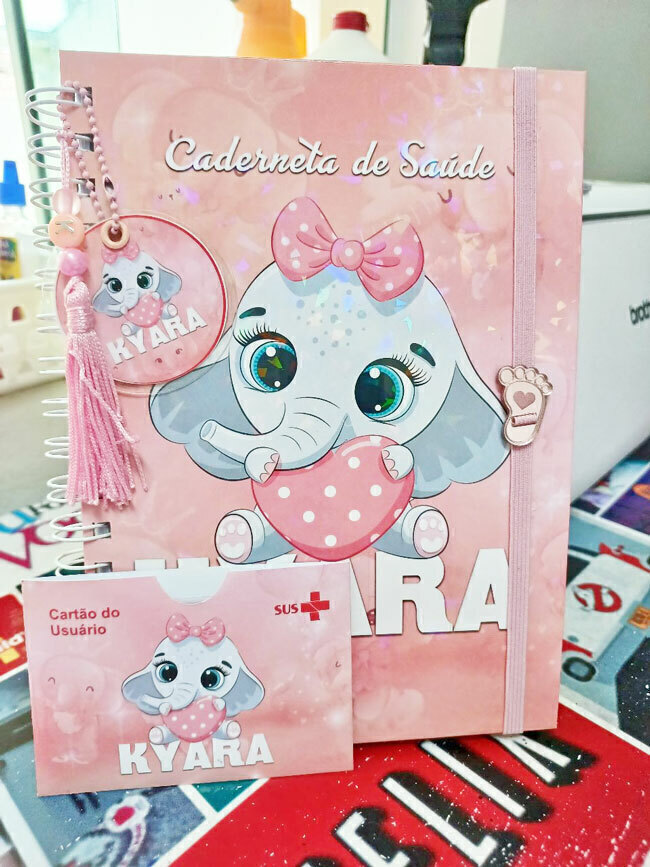 Caderneta de Saúde
K
KYARA
KYARA
Cartão do
Usuário
SUS
KYARA